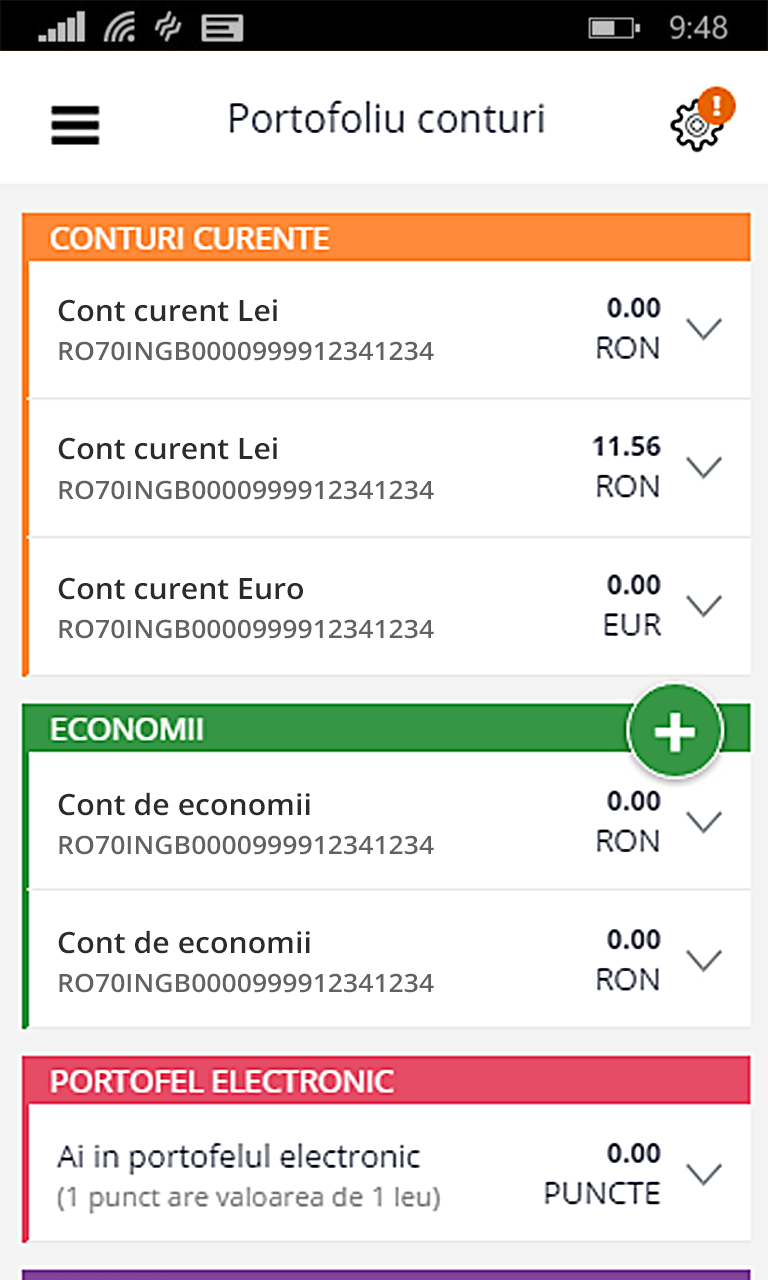 9:48
Portofoliu conturi
!
CONTURI CURENTE
Cont curent Lei
0.00
RO70INGB0000999912341234
RON
Cont curent Lei
11.56
RO70INGB0000999912341234
RON
Cont curent Euro
0.00
RO70INGB0000999912341234
EUR
ECONOMII
+
Cont de economii
0.00
RO70INGB0000999912341234
RON
Cont de economii
0.00
RO70INGB0000999912341234
RON
PORTOFEL ELECTRONIC
Ai in portofelul electronic
0.00
(1 punct are valoarea de 1 leu)
PUNCTE